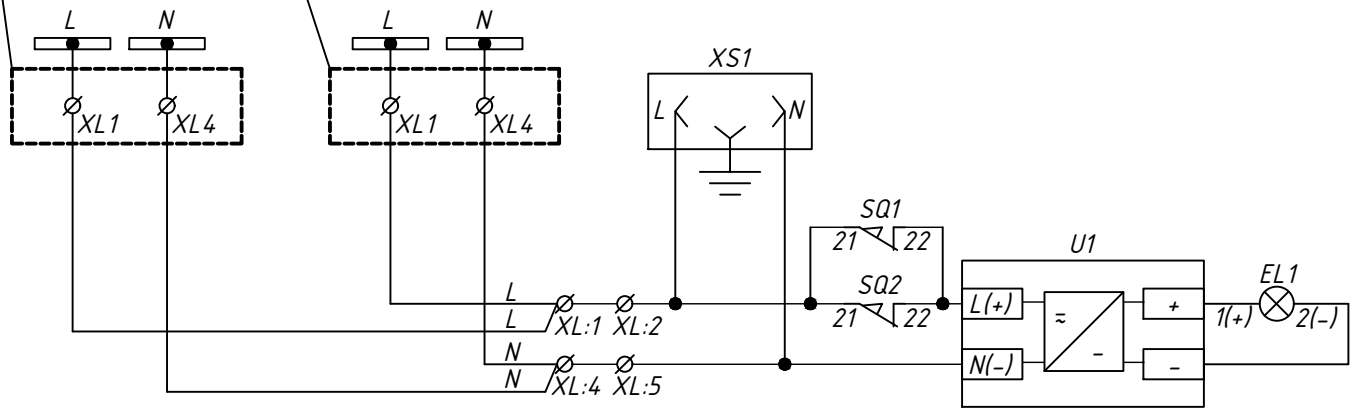 L N L N
XS1
XL1 XL4 XL1 XL4
L N
SQ1
21 22
U1
SQ2
EL1
L
L(+) +
21 22
1(+) 2(-)
L
XL:1 XL:2
≂
N
N(-) - -
N
XL:4 XL:5